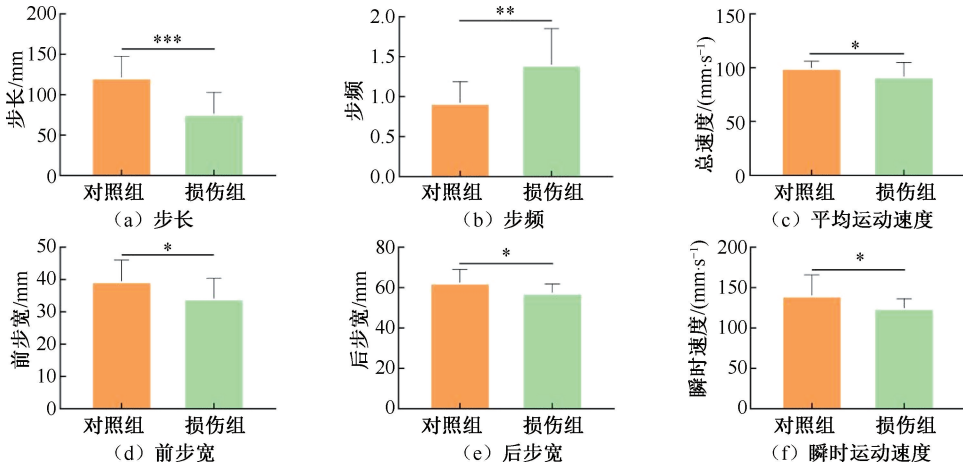 200
150
100
50
0
步长/mm
***
对照组 损伤组
(a) 步长
2.0
1.5
1.0
0.5
0.0
步频
**
对照组 损伤组
(b) 步频
150
100
50
0
总速度/(mm·s⁻¹)
*
对照组 损伤组
(c) 平均运动速度
50
40
30
20
10
0
前步宽/mm
*
对照组 损伤组
(d) 前步宽
80
60
40
20
0
后步宽/mm
*
对照组 损伤组
(e) 后步宽
200
150
100
50
0
瞬时速度/(mm·s⁻¹)
*
对照组 损伤组
(f) 瞬时运动速度